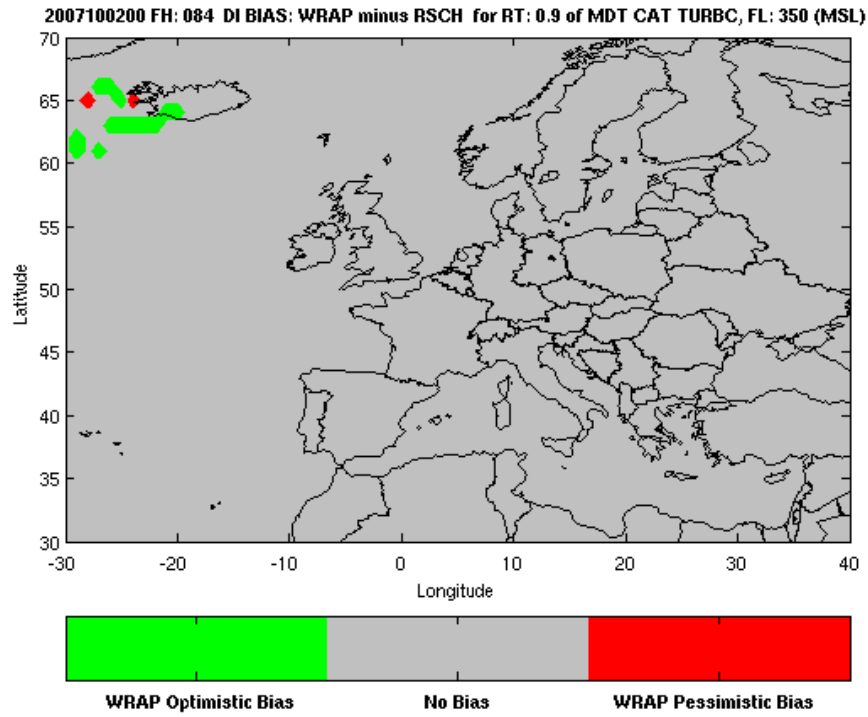 2007100200 FH: 084 DI BIAS: WRAP minus RSCH for RT: 0.9 of MDT CAT TURBC, FL: 350 (MSL)
70
65
60
55
50
45
40
35
30
Latitude
-30 -20 -10 0 10 20 30 40
Longitude
WRAP Optimistic Bias No Bias WRAP Pessimistic Bias